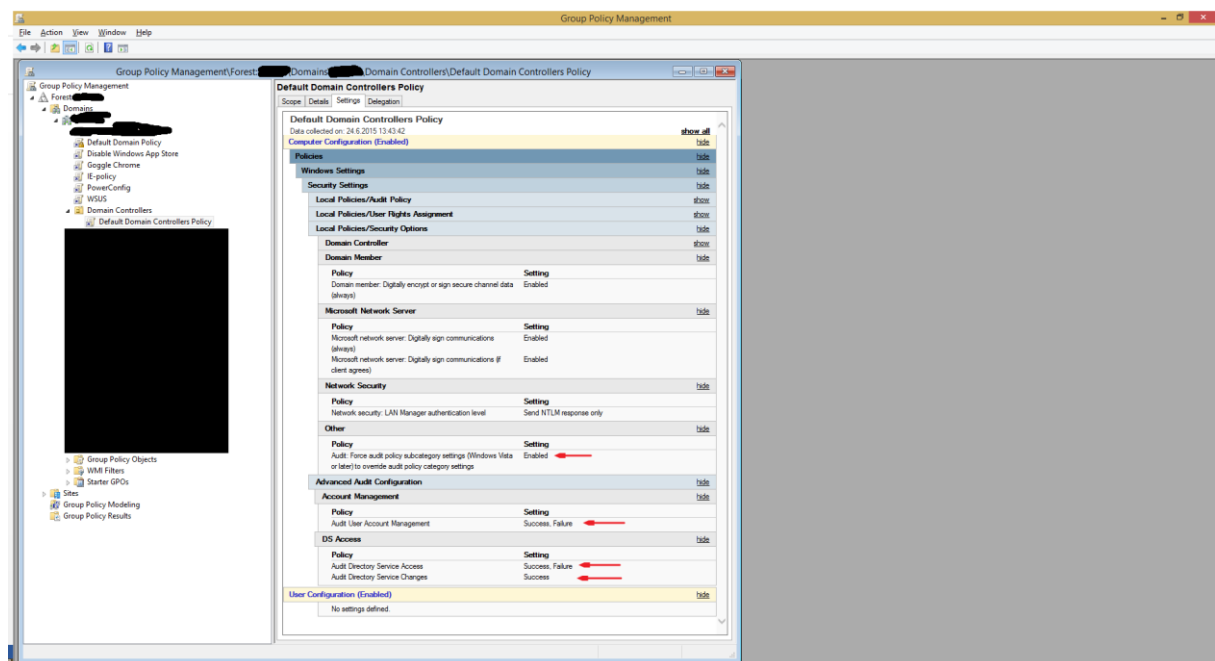 Group Policy Management
File Action View Window Help
Group Policy Management\Forest: Domains Domain Controllers\Default Domain Controllers Policy
Group Policy Management
Forest:
Domains
Default Domain Policy
Disable Windows App Store
Goggle Chrome
IE-policy
PowerConfig
WSUS
Domain Controllers
Default Domain Controllers Policy
Group Policy Objects
WMI Filters
Starter GPOs
Sites
Group Policy Modeling
Group Policy Results
Default Domain Controllers Policy
Scope Details Settings Delegation
Default Domain Controllers Policy
Data collected on: 24.6.2015 13:43:42 show all
Computer Configuration (Enabled) hide
Policies hide
Windows Settings hide
Security Settings hide
Local Policies/Audit Policy show
Local Policies/User Rights Assignment show
Local Policies/Security Options hide
Domain Controller show
Domain Member hide
Policy Setting
Domain member: Digitally encrypt or sign secure channel data Enabled
(always)
Microsoft Network Server hide
Policy Setting
Microsoft network server: Digitally sign communications Enabled
(always)
Microsoft network server: Digitally sign communications (if Enabled
client agrees)
Network Security hide
Policy Setting
Network security: LAN Manager authentication level Send NTLM response only
Other hide
Policy Setting
Audit: Force audit policy subcategory settings (Windows Vista Enabled
or later) to override audit policy category settings
Advanced Audit Configuration hide
Account Management hide
Policy Setting
Audit User Account Management Success, Failure
DS Access hide
Policy Setting
Audit Directory Service Access Success, Failure
Audit Directory Service Changes Success
User Configuration (Enabled) hide
No settings defined.